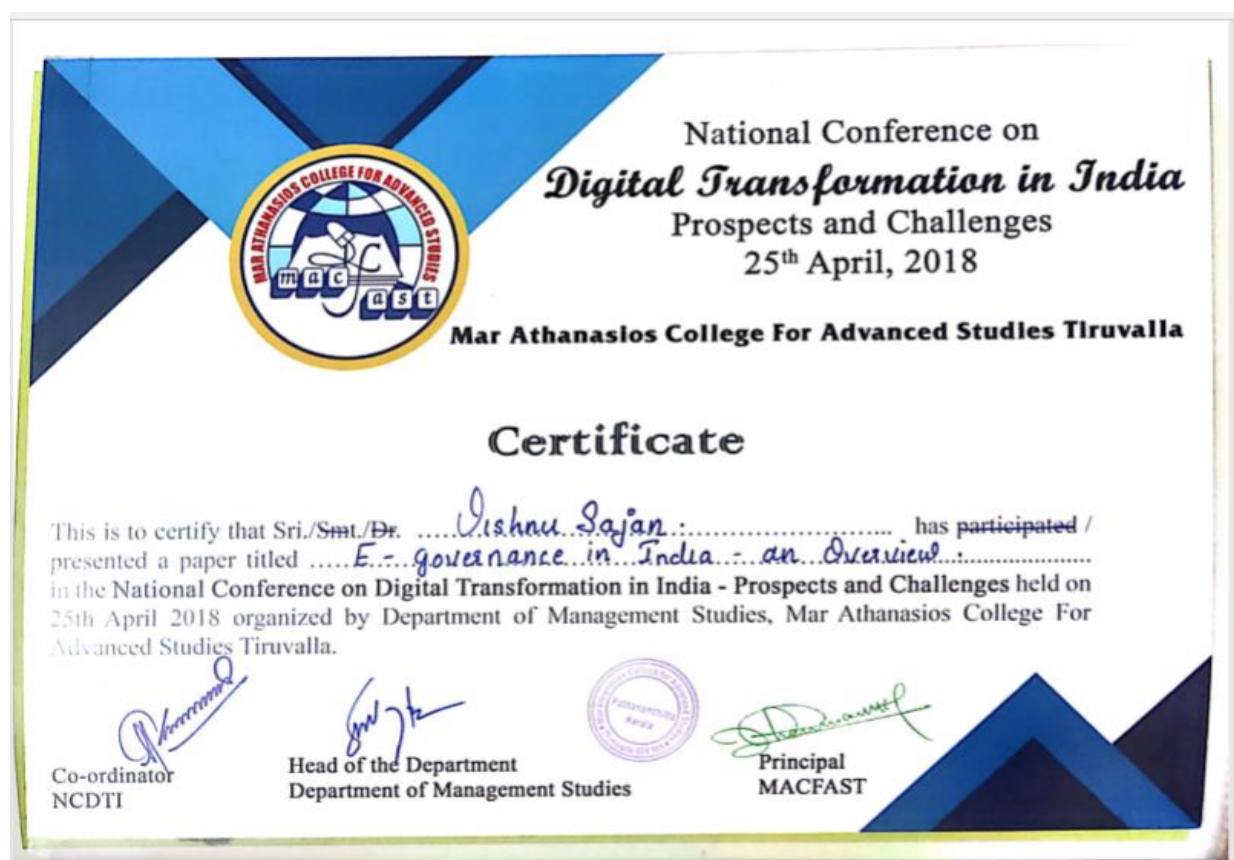 National Conference on
Digital Transformation in India
Prospects and Challenges
25th April, 2018
MAR ATHANASIOS COLLEGE FOR ADVANCED STUDIES
mac
ast
Mar Athanasios College For Advanced Studies Tiruvalla
Certificate
This is to certify that Sri./Smt./Dr. ..... Vishnu Sajan : ........................ has participated /
presented a paper titled ...... E - governance in India - an Overview : ....................
in the National Conference on Digital Transformation in India - Prospects and Challenges held on
25th April 2018 organized by Department of Management Studies, Mar Athanasios College For
Advanced Studies Tiruvalla.
Co-ordinator
NCDTI
Head of the Department
Department of Management Studies
Kerala
Principal
MACFAST